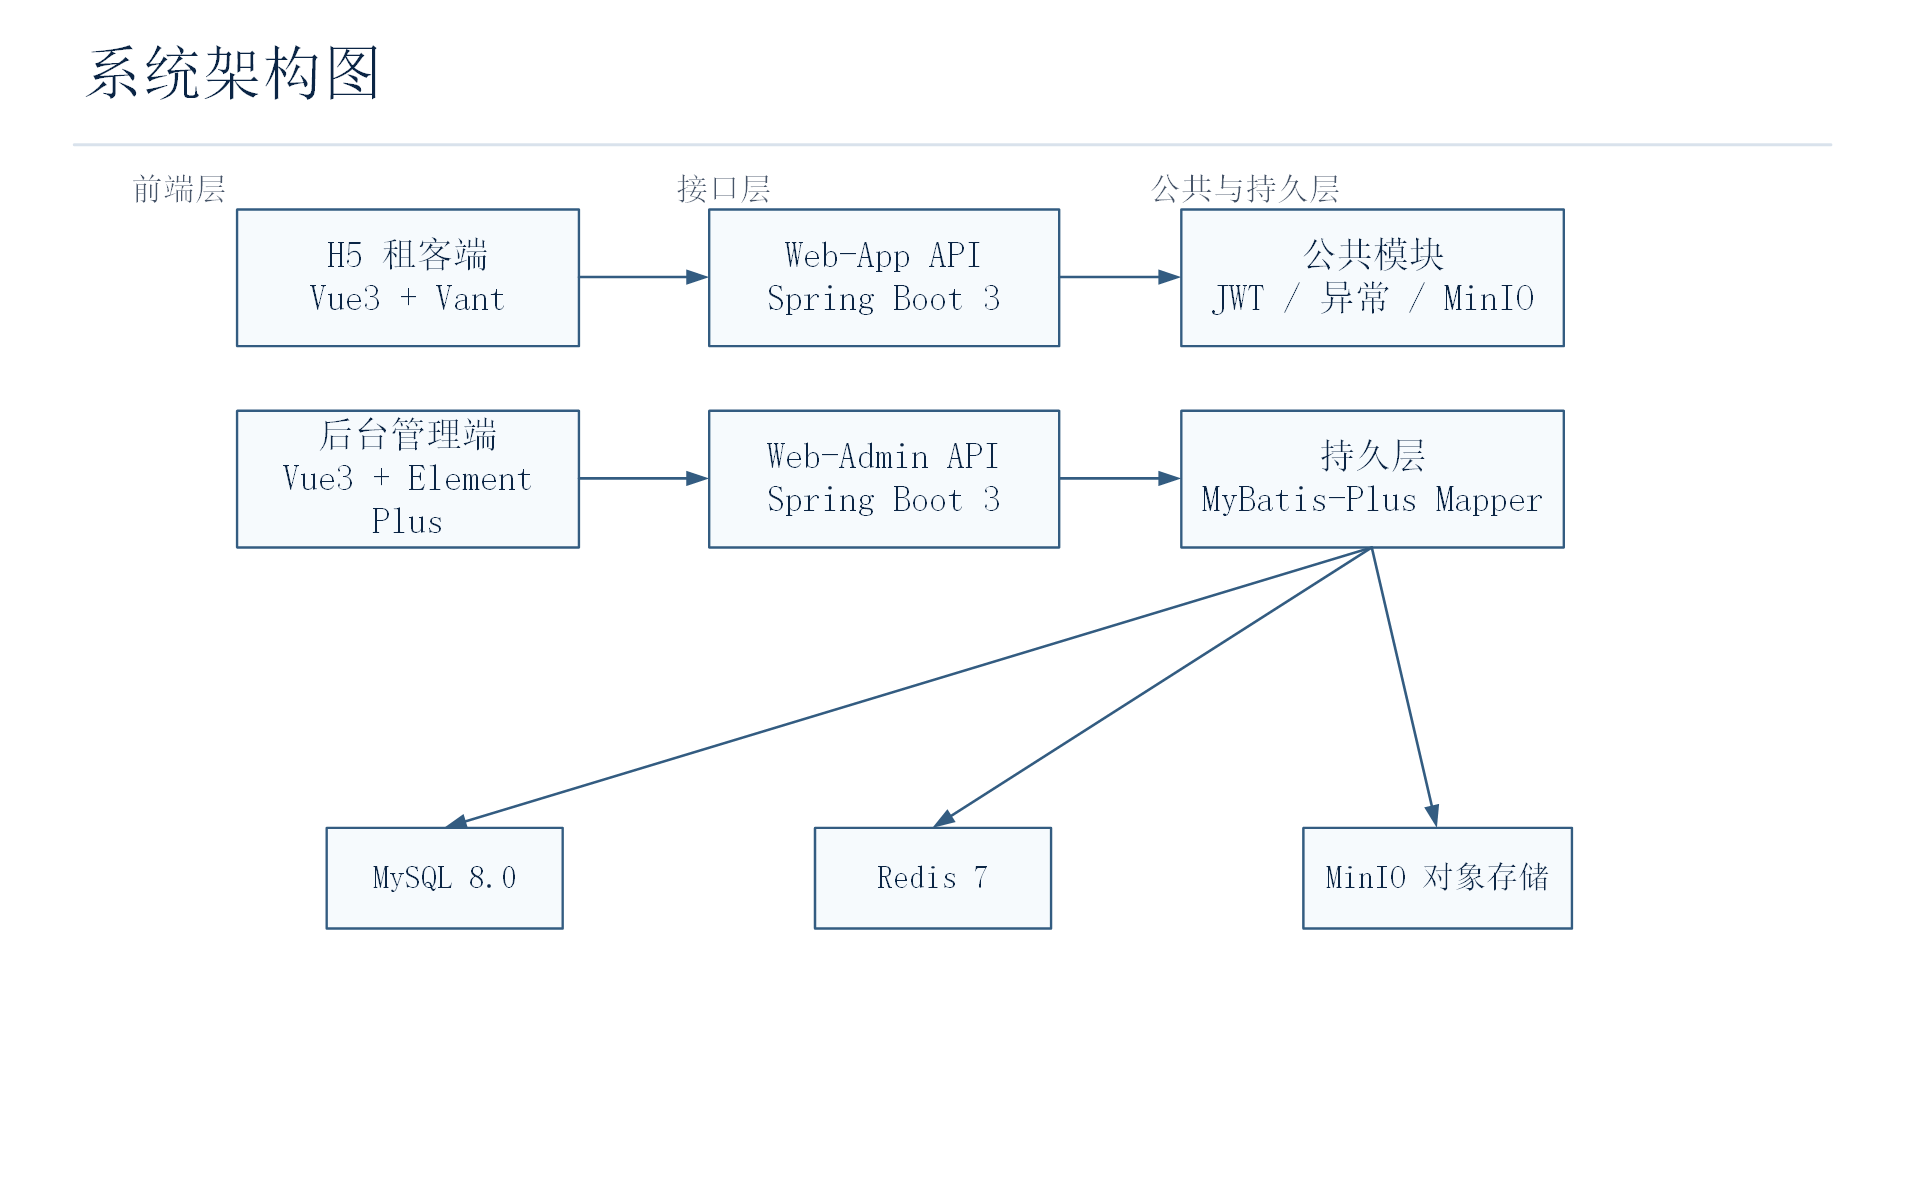 系统架构图
前端层
接口层
公共与持久层
H5 租客端
Vue3 + Vant
Web-App API
Spring Boot 3
公共模块
JWT / 异常 / MinIO
后台管理端
Vue3 + Element
Plus
Web-Admin API
Spring Boot 3
持久层
MyBatis-Plus Mapper
MySQL 8.0
Redis 7
MinIO 对象存储